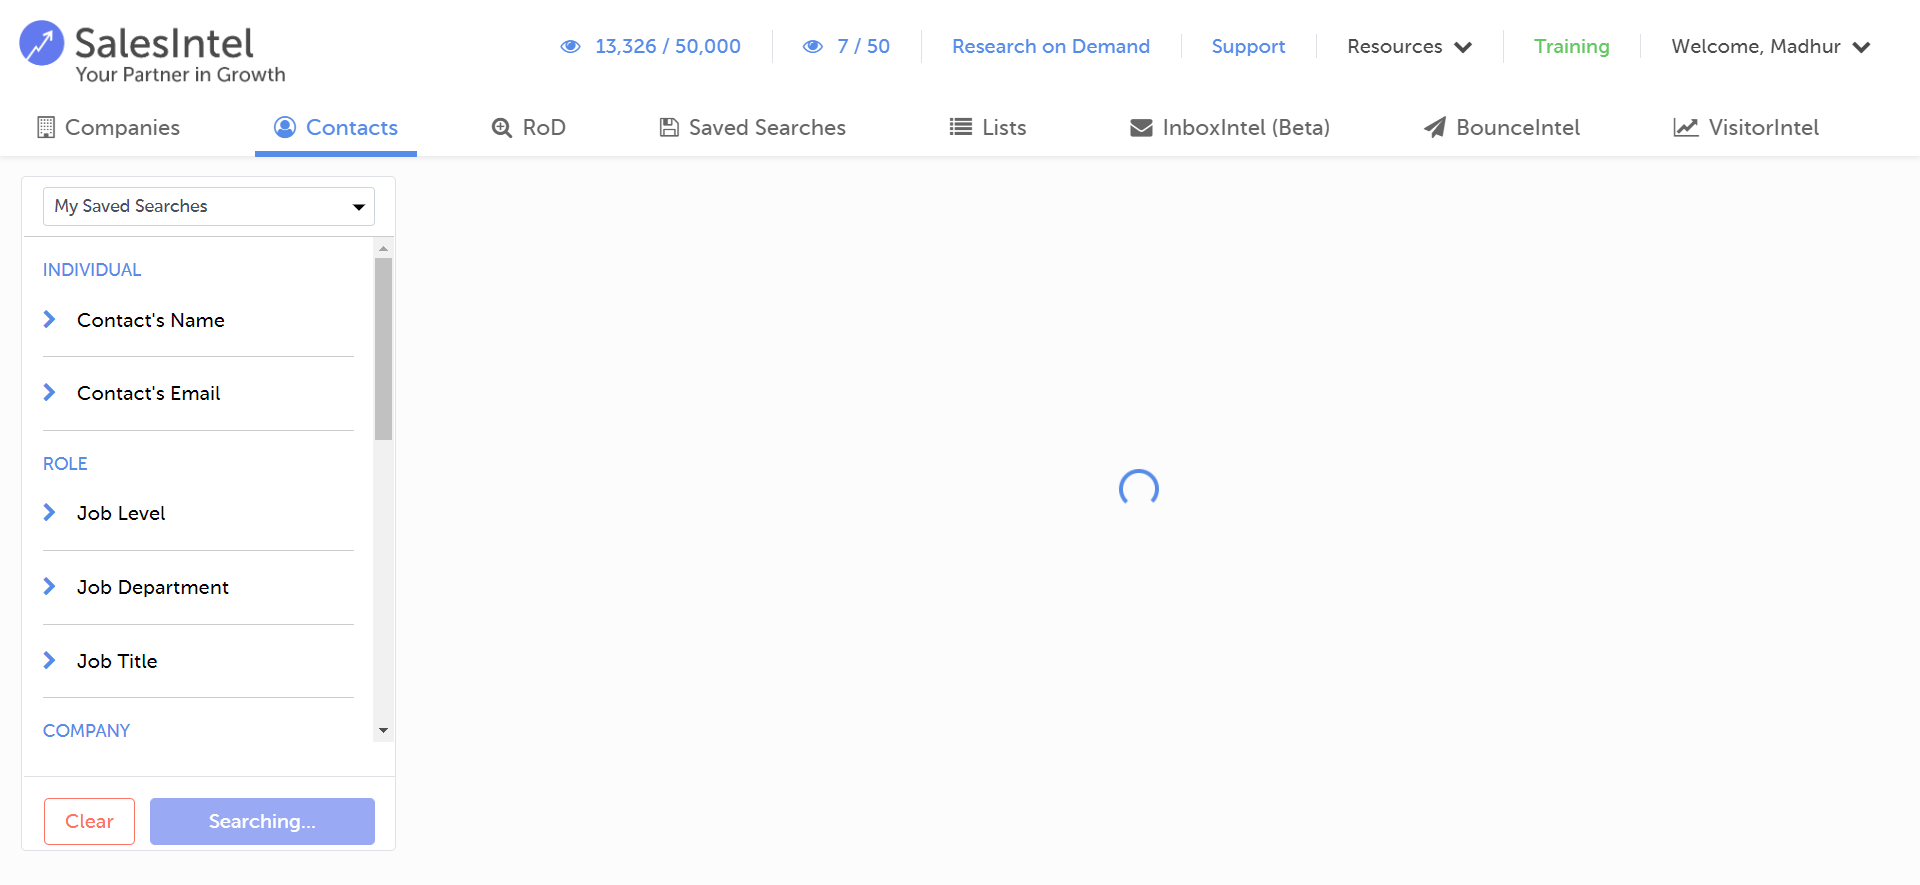 SalesIntel
Your Partner in Growth
13,326 / 50,000
7 / 50
Research on Demand
Support
Resources
Training
Welcome, Madhur
Companies
Contacts
RoD
Saved Searches
Lists
InboxIntel (Beta)
BounceIntel
VisitorIntel
My Saved Searches
INDIVIDUAL
Contact's Name
Contact's Email
ROLE
Job Level
Job Department
Job Title
COMPANY
Clear
Searching...